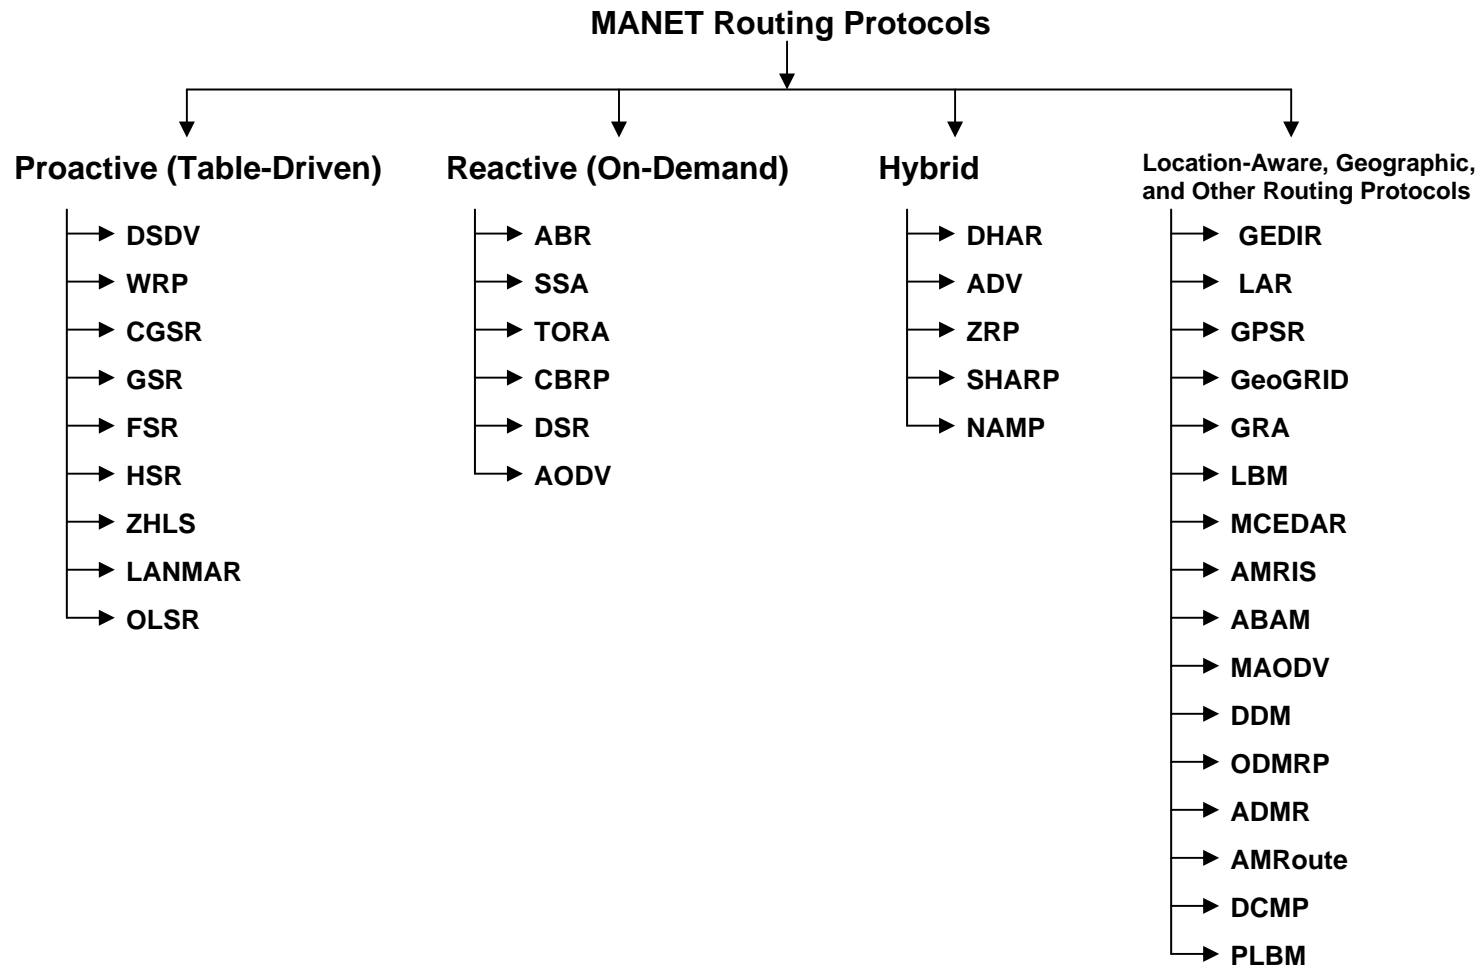 MANET Routing Protocols
Proactive (Table-Driven)
DSDV
WRP
CGSR
GSR
FSR
HSR
ZHLS
LANMAR
OLSR
Reactive (On-Demand)
ABR
SSA
TORA
CBRP
DSR
AODV
Hybrid
DHAR
ADV
ZRP
SHARP
NAMP
Location-Aware, Geographic,
and Other Routing Protocols
GEDIR
LAR
GPSR
GeoGRID
GRA
LBM
MCEDAR
AMRIS
ABAM
MAODV
DDM
ODMRP
ADMR
AMRoute
DCMP
PLBM